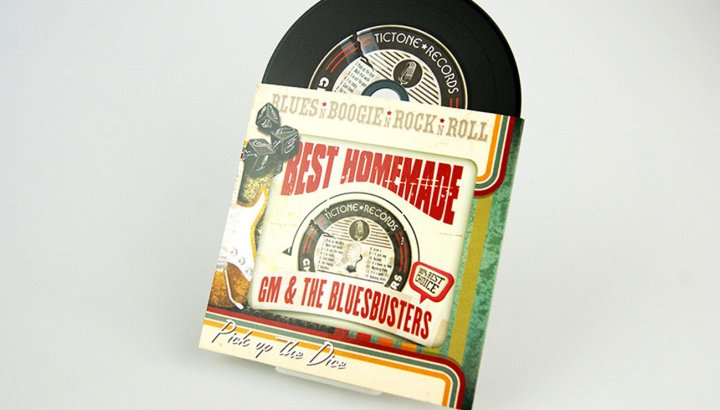 TICTONE★RECORDS
BLUES N BOOGIE N ROCK N ROLL
BEST HOMEMADE
TICTONE★RECORDS
100% BEST
CHOICE
GM & THE BLUESBUSTERS
Pick up The Dice